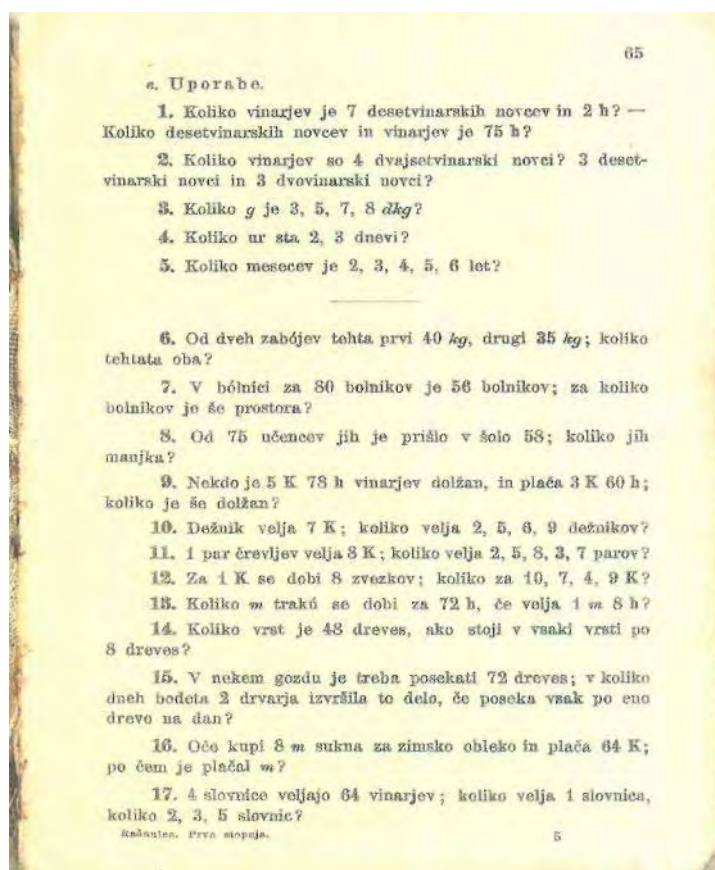 65
e. Uporabe.
1. Koliko vinarjev je 7 desetvinarskih novcev in 2 h? —
Koliko desetvinarskih novcev in vinarjev je 75 h?
2. Koliko vinarjev so 4 dvajsetvinarski novci? 3 deset-
vinarski novci in 3 dvovinarski novci?
3. Koliko g je 3, 5, 7, 8 dkg?
4. Koliko ur sta 2, 3 dnevi?
5. Koliko mesecev je 2, 3, 4, 5, 6 let?
6. Od dveh zabójev tehta prvi 40 kg, drugi 35 kg; koliko
tehtata oba?
7. V bólnici za 80 bolnikov je 56 bolnikov; za koliko
bolnikov je še prostora?
8. Od 75 učencev jih je prišlo v šolo 58; koliko jih
manjka?
9. Nekdo je 5 K 78 h vinarjev dolžan, in plača 3 K 60 h;
koliko je še dolžan?
10. Dežnik velja 7 K; koliko velja 2, 5, 6, 9 dežnikov?
11. 1 par črevljev velja 8 K; koliko velja 2, 5, 8, 3, 7 parov?
12. Za 1 K se dobi 8 zvezkov; koliko za 10, 7, 4, 9 K?
13. Koliko m trakú se dobi za 72 h, če velja 1 m 8 h?
14. Koliko vrst je 48 dreves, ako stoji v vsaki vrsti po
8 dreves?
15. V nekem gozdu je treba posekati 72 dreves; v koliko
dneh bodeta 2 drvarja izvršila to delo, če poseka vsak po eno
drevo na dan?
16. Oče kupi 8 m sukna za zimsko obleko in plača 64 K;
po čem je plačal m?
17. 4 slovnice veljajo 64 vinarjev; koliko velja 1 slovnica,
koliko 2, 3, 5 slovnic?
Računica. Prva stopnja. 5